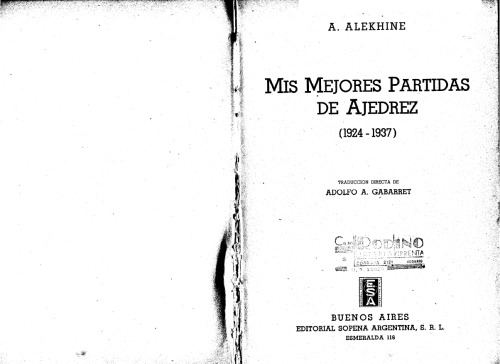 A. ALEKHINE
MIS MEJORES PARTIDAS
DE AJEDREZ
(1924 - 1937)
TRADUCCION DIRECTA DE
ADOLFO A. GABARRET
RODINO
ESA
BUENOS AIRES
EDITORIAL SOPENA ARGENTINA, S. R. L.
ESMERALDA 116